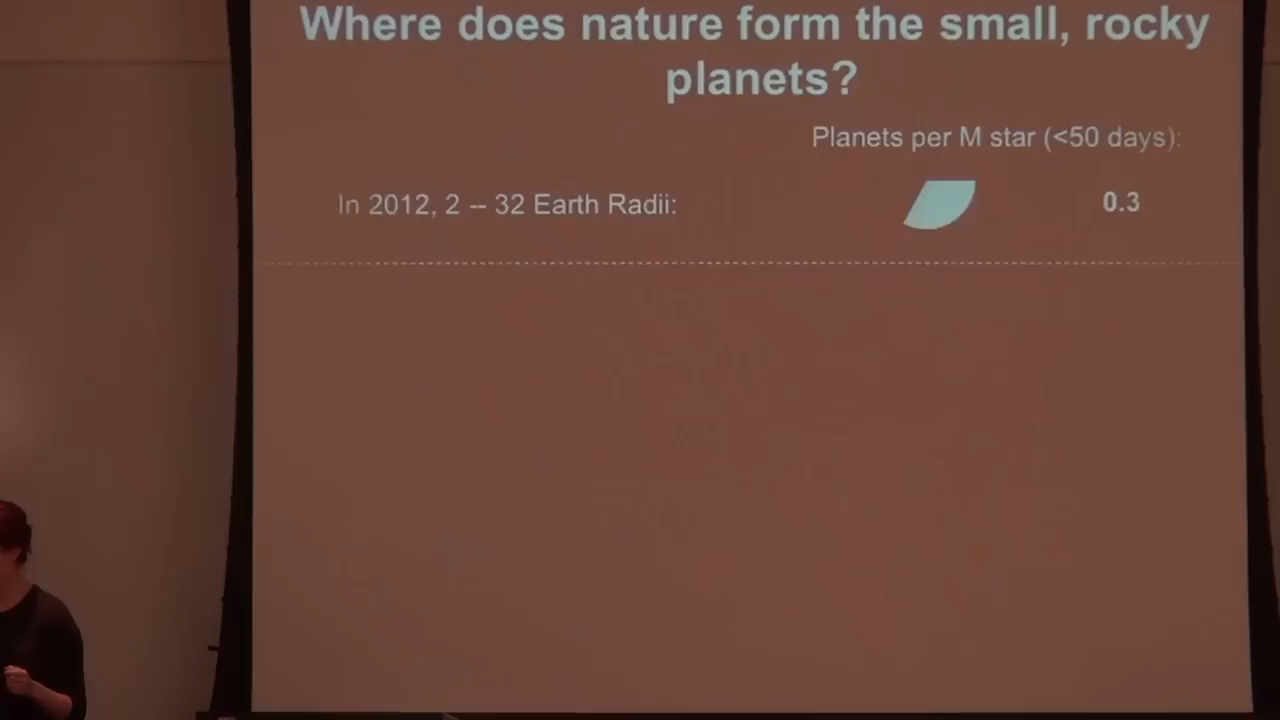 Where does nature form the small, rocky
planets?
Planets per M star (<50 days):
In 2012, 2 -- 32 Earth Radii:
0.3